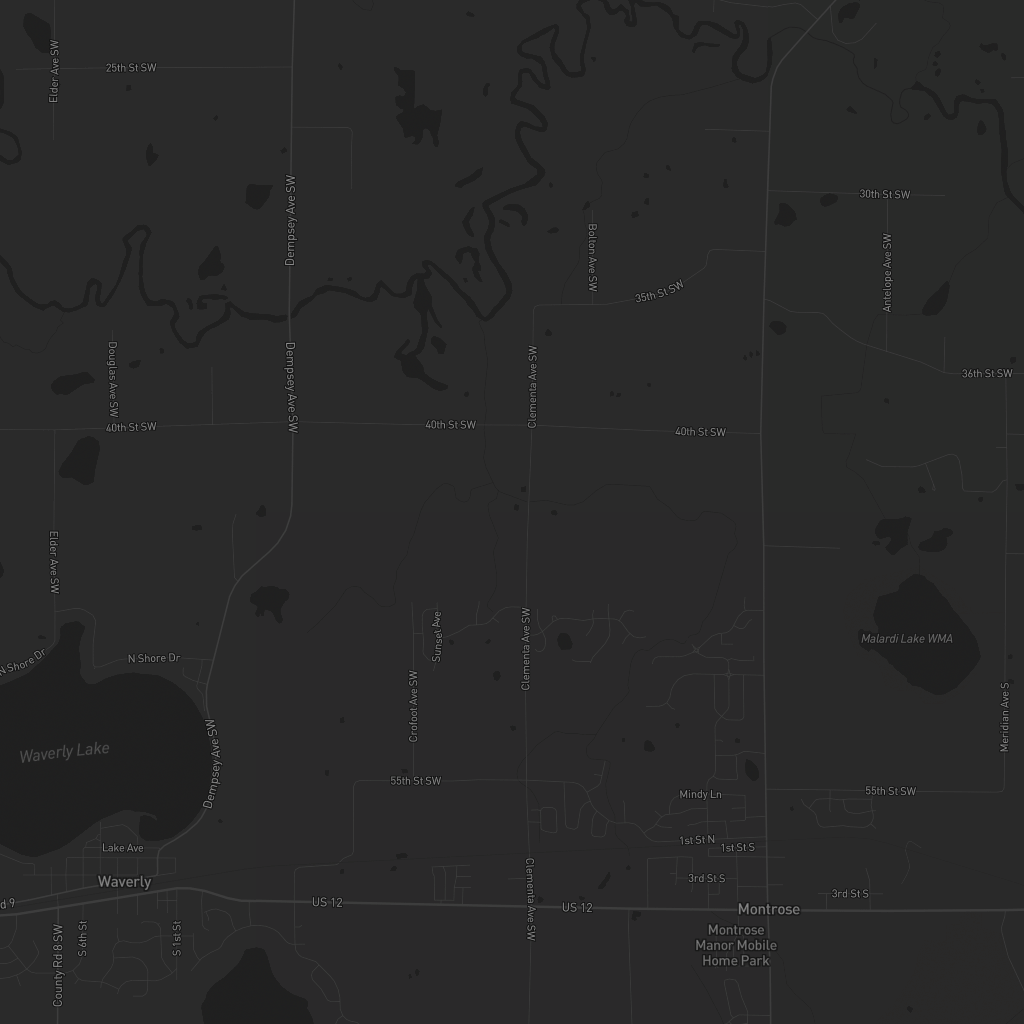 Elder Ave SW
25th St SW
Dempsey Ave SW
30th St SW
Bolton Ave SW
Antelope Ave SW
35th St SW
Douglas Ave SW
Dempsey Ave SW
Clementa Ave SW
36th St SW
40th St SW
40th St SW
40th St SW
Elder Ave SW
Sunset Ave
Clementa Ave SW
Malardi Lake WMA
N Shore Dr
N Shore Dr
Crofoot Ave SW
Meridian Ave S
Waverly Lake
Dempsey Ave SW
55th St SW
55th St SW
Mindy Ln
1st St N
1st St S
Lake Ave
Waverly
3rd St S
3rd St S
Clementa Ave SW
d 9
US 12
US 12
Montrose
County Rd 8 SW
S 6th St
S 1st St
Montrose
Manor Mobile
Home Park